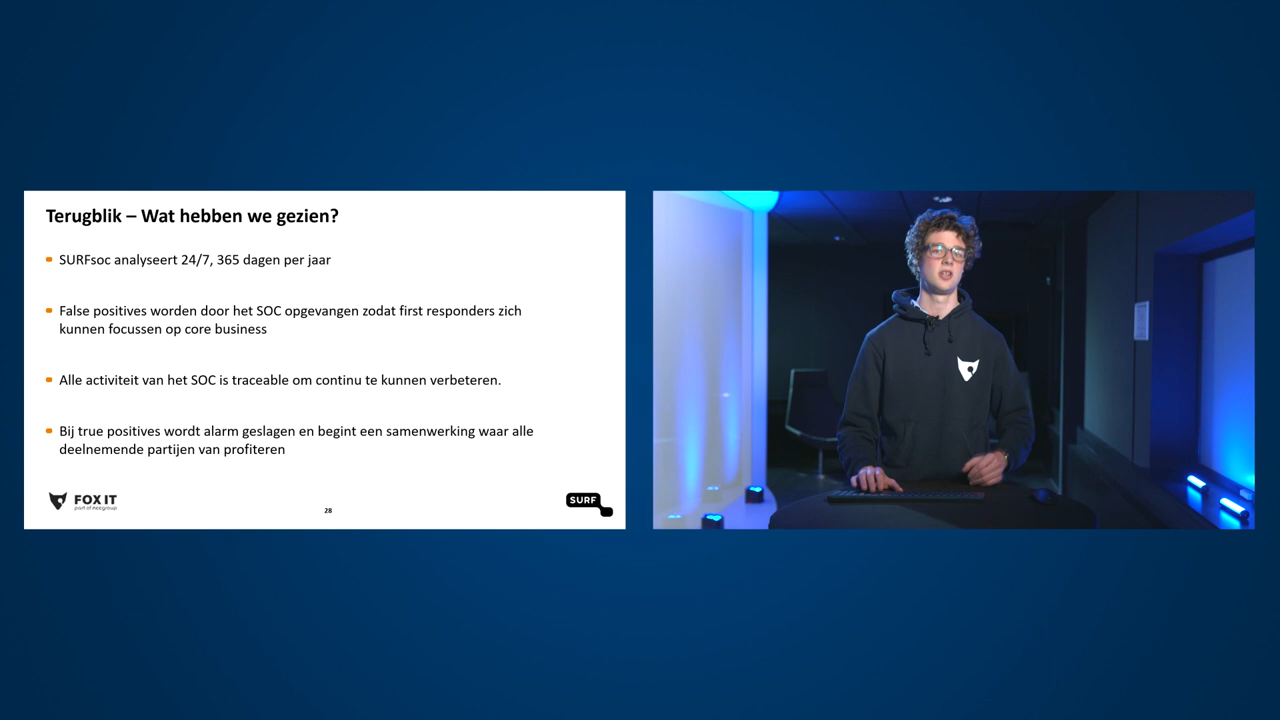 Terugblik – Wat hebben we gezien?
SURFsoc analyseert 24/7, 365 dagen per jaar
False positives worden door het SOC opgevangen zodat first responders zich
kunnen focussen op core business
Alle activiteit van het SOC is traceable om continu te kunnen verbeteren.
Bij true positives wordt alarm geslagen en begint een samenwerking waar alle
deelnemende partijen van profiteren
FOX IT
part of nccgroup
28
SURF